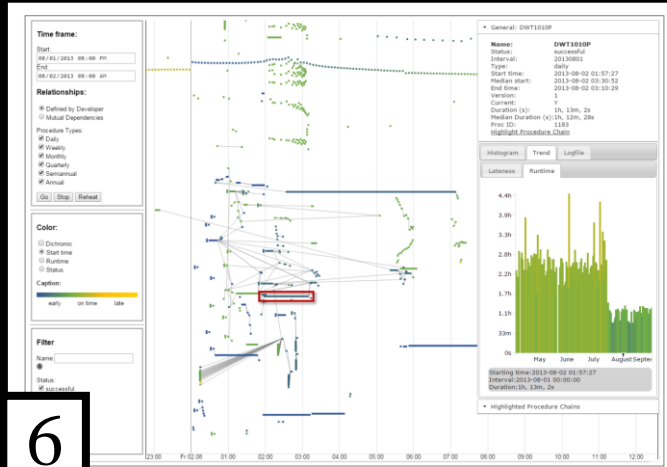 Time frame:
Start:
08/01/2013 08:00 PM
End
08/02/2013 08:00 AM
Relationships:
Defined by Developer
Mutual Dependencies
Procedure Types:
Daily
Weekly
Monthly
Quarterly
Semiannual
Annual
Go Stop Reheat
Color:
Dichromic
Start time
Runtime
Status
Caption:
early on time late
Filter
Name:
Status:
successful
6
23:00 Fr 02.00 01:00 02:00 03:00 04:00 05:00 06:00 07:00 08:00 09:00 10:00 11:00 12:00
General: DWT1010P
Name: DWT1010P
Status: successful
Interval: 20130801
Type: daily
Start time: 2013-08-02 01:57:27
Median start: 2013-08-02 03:30:52
End time: 2013-08-02 03:10:29
Version: 1
Current: Y
Duration (s): 1h, 13m, 2s
Median Duration (s):1h, 12m, 28s
Proc ID: 1183
Highlight Procedure Chain
Histogram Trend Logfile
Lateness Runtime
4.4h
3.9h
3.3h
2.8h
2.2h
1.7h
1.1h
33m
0s
May June July August Septer
Starting time:2013-08-02 01:57:27
Interval:2013-08-01 00:00:00
Duration:1h, 13m, 2s
Highlighted Procedure Chains